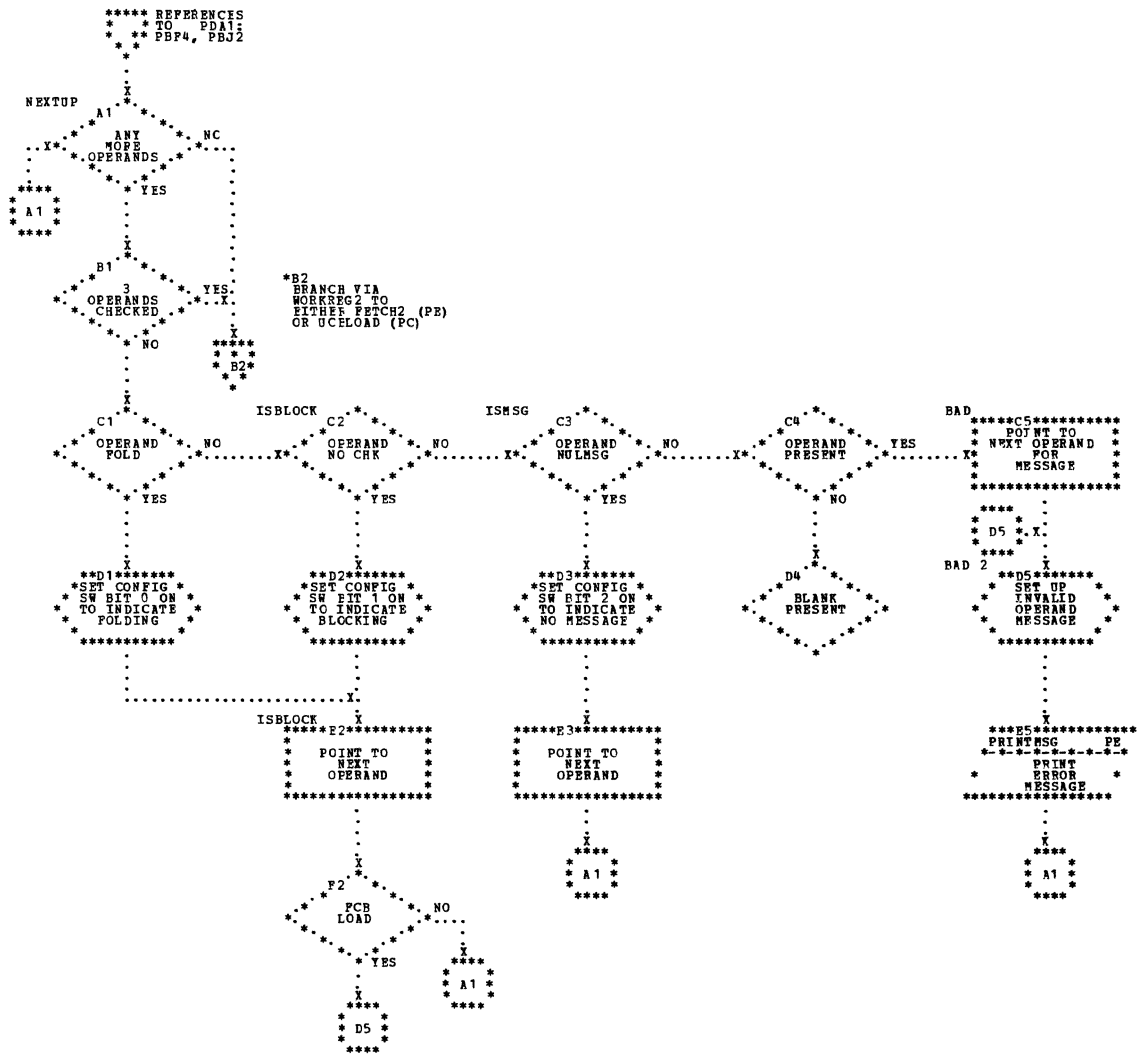 REFERENCES
TO PDA1:
PBF4, PBJ2
NEXTUP
A1
ANY
MORE
OPERANDS
NC
YES
A1
B1
3
OPERANDS
CHECKED
YES
NO
*B2
BRANCH VIA
WORKREG2 TO
EITHER FETCH2 (PE)
OR UCELOAD (PC)
B2
C1
OPERAND
FOLD
NO
YES
ISBLOCK
C2
OPERAND
NO CHK
NO
YES
ISMSG
C3
OPERAND
NULMSG
NO
YES
C4
OPERAND
PRESENT
YES
NO
BAD
C5
POINT TO
NEXT OPERAND
FOR
MESSAGE
D5
D1
SET CONFIG
SW BIT 0 ON
TO INDICATE
FOLDING
D2
SET CONFIG
SW BIT 1 ON
TO INDICATE
BLOCKING
D3
SET CONFIG
SW BIT 2 ON
TO INDICATE
NO MESSAGE
D4
BLANK
PRESENT
BAD 2
D5
SET UP
INVALID
OPERAND
MESSAGE
ISBLOCK
E2
POINT TO
NEXT
OPERAND
E3
POINT TO
NEXT
OPERAND
E5
PRINTMSG PE
PRINT
ERROR
MESSAGE
A1
A1
F2
FCB
LOAD
NO
YES
A1
D5